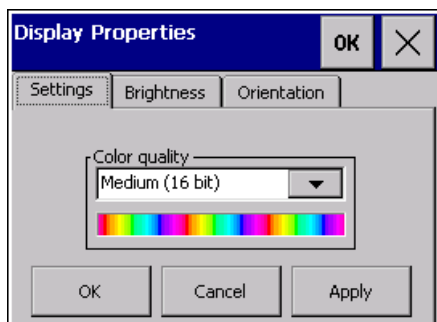 Display Properties OK
Settings Brightness Orientation
Color quality
Medium (16 bit)
OK Cancel Apply